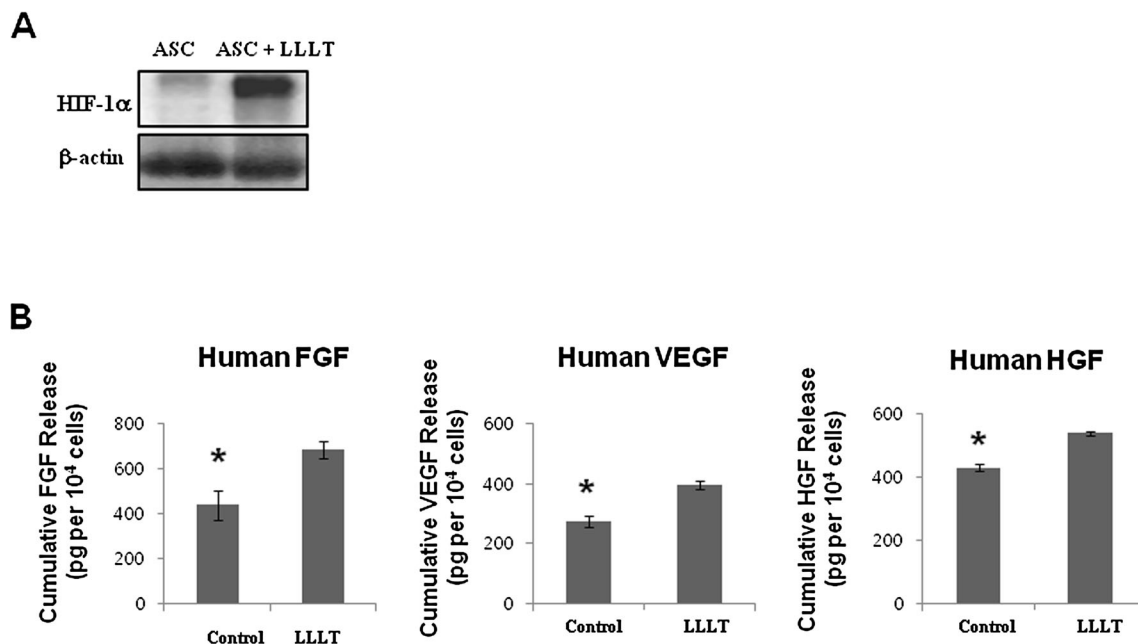 A
ASC ASC + LLLT
HIF-1α
β-actin
B
Human FGF
Cumulative FGF Release
(pg per 10⁴ cells)
800
600
400
200
0
*
Control LLLT
Human VEGF
Cumulative VEGF Release
(pg per 10⁴ cells)
600
400
200
0
*
Control LLLT
Human HGF
Cumulative HGF Release
(pg per 10⁴ cells)
600
400
200
0
*
Control LLLT